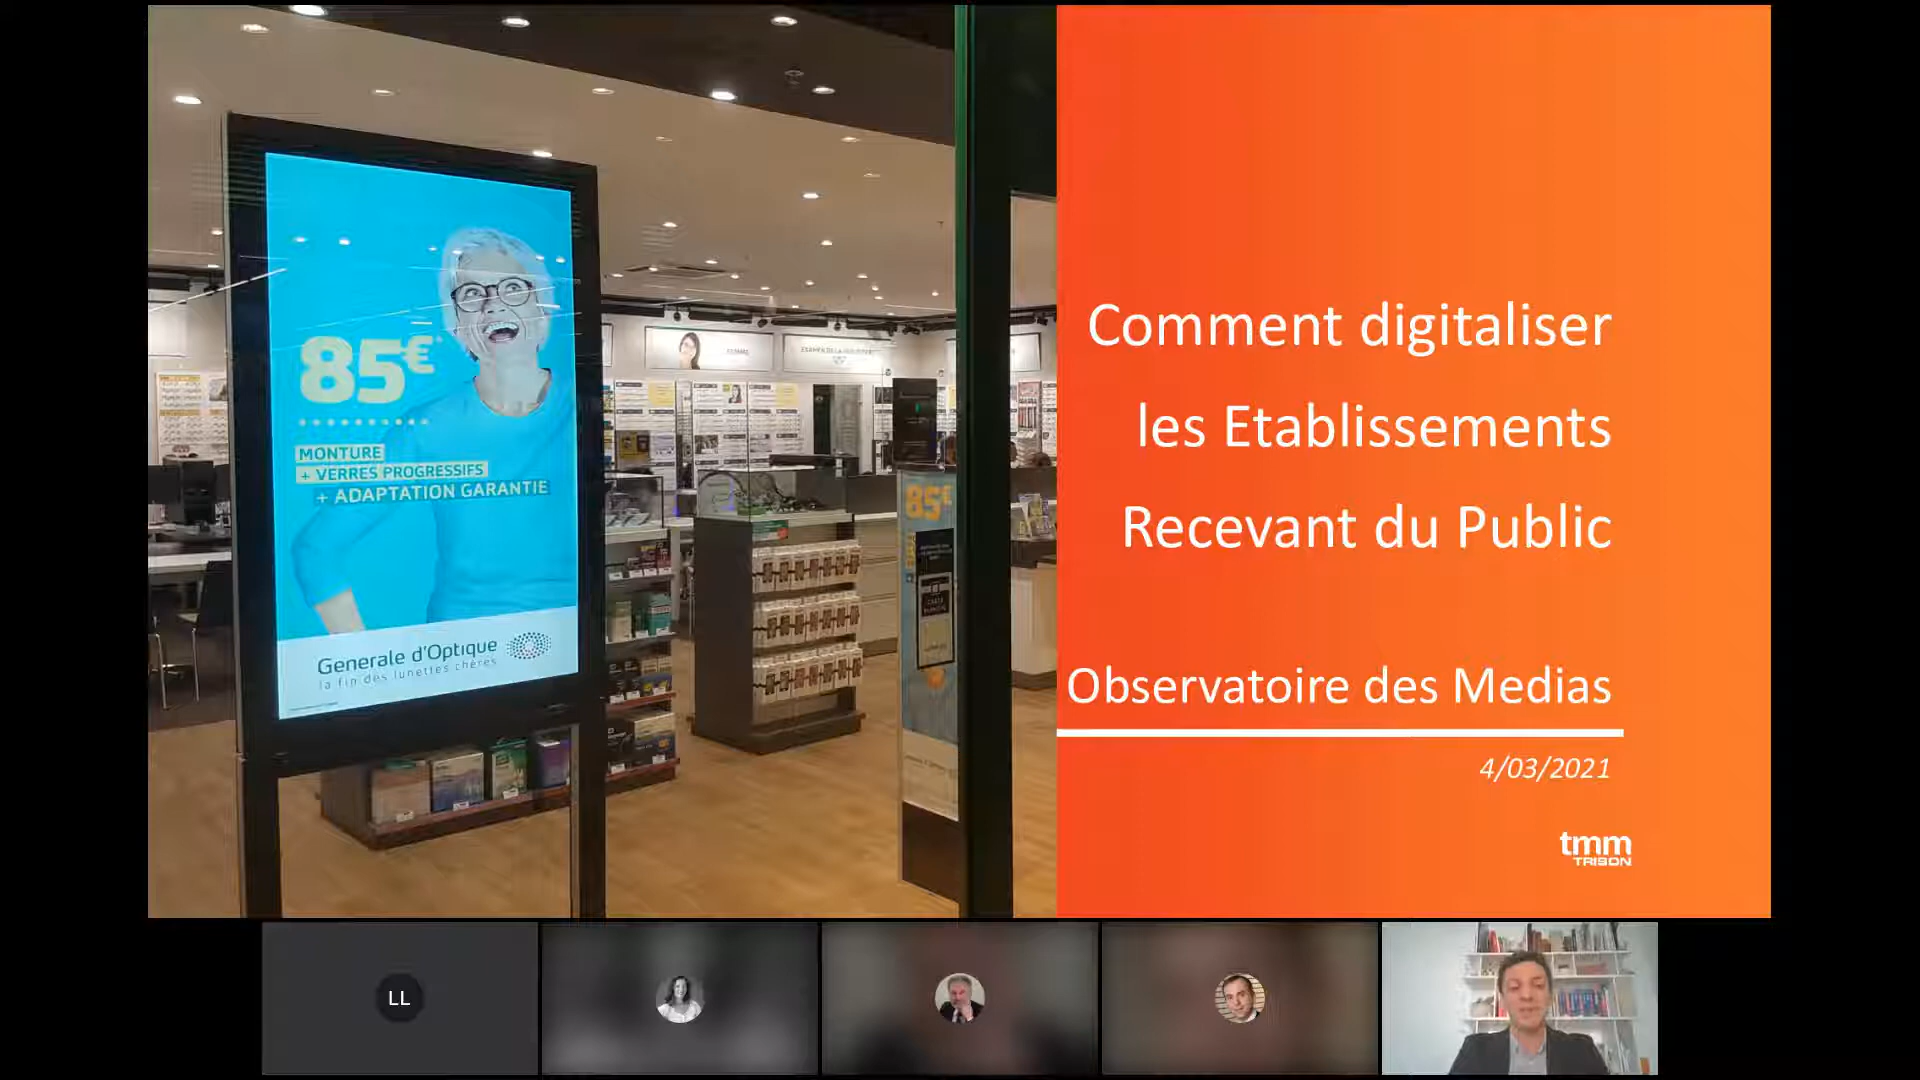 85€*
MONTURE
+ VERRES PROGRESSIFS
+ ADAPTATION GARANTIE
Generale d'Optique
la fin des lunettes chères
85€
Comment digitaliser
les Etablissements
Recevant du Public
Observatoire des Medias
4/03/2021
tmm
TRISON
LL